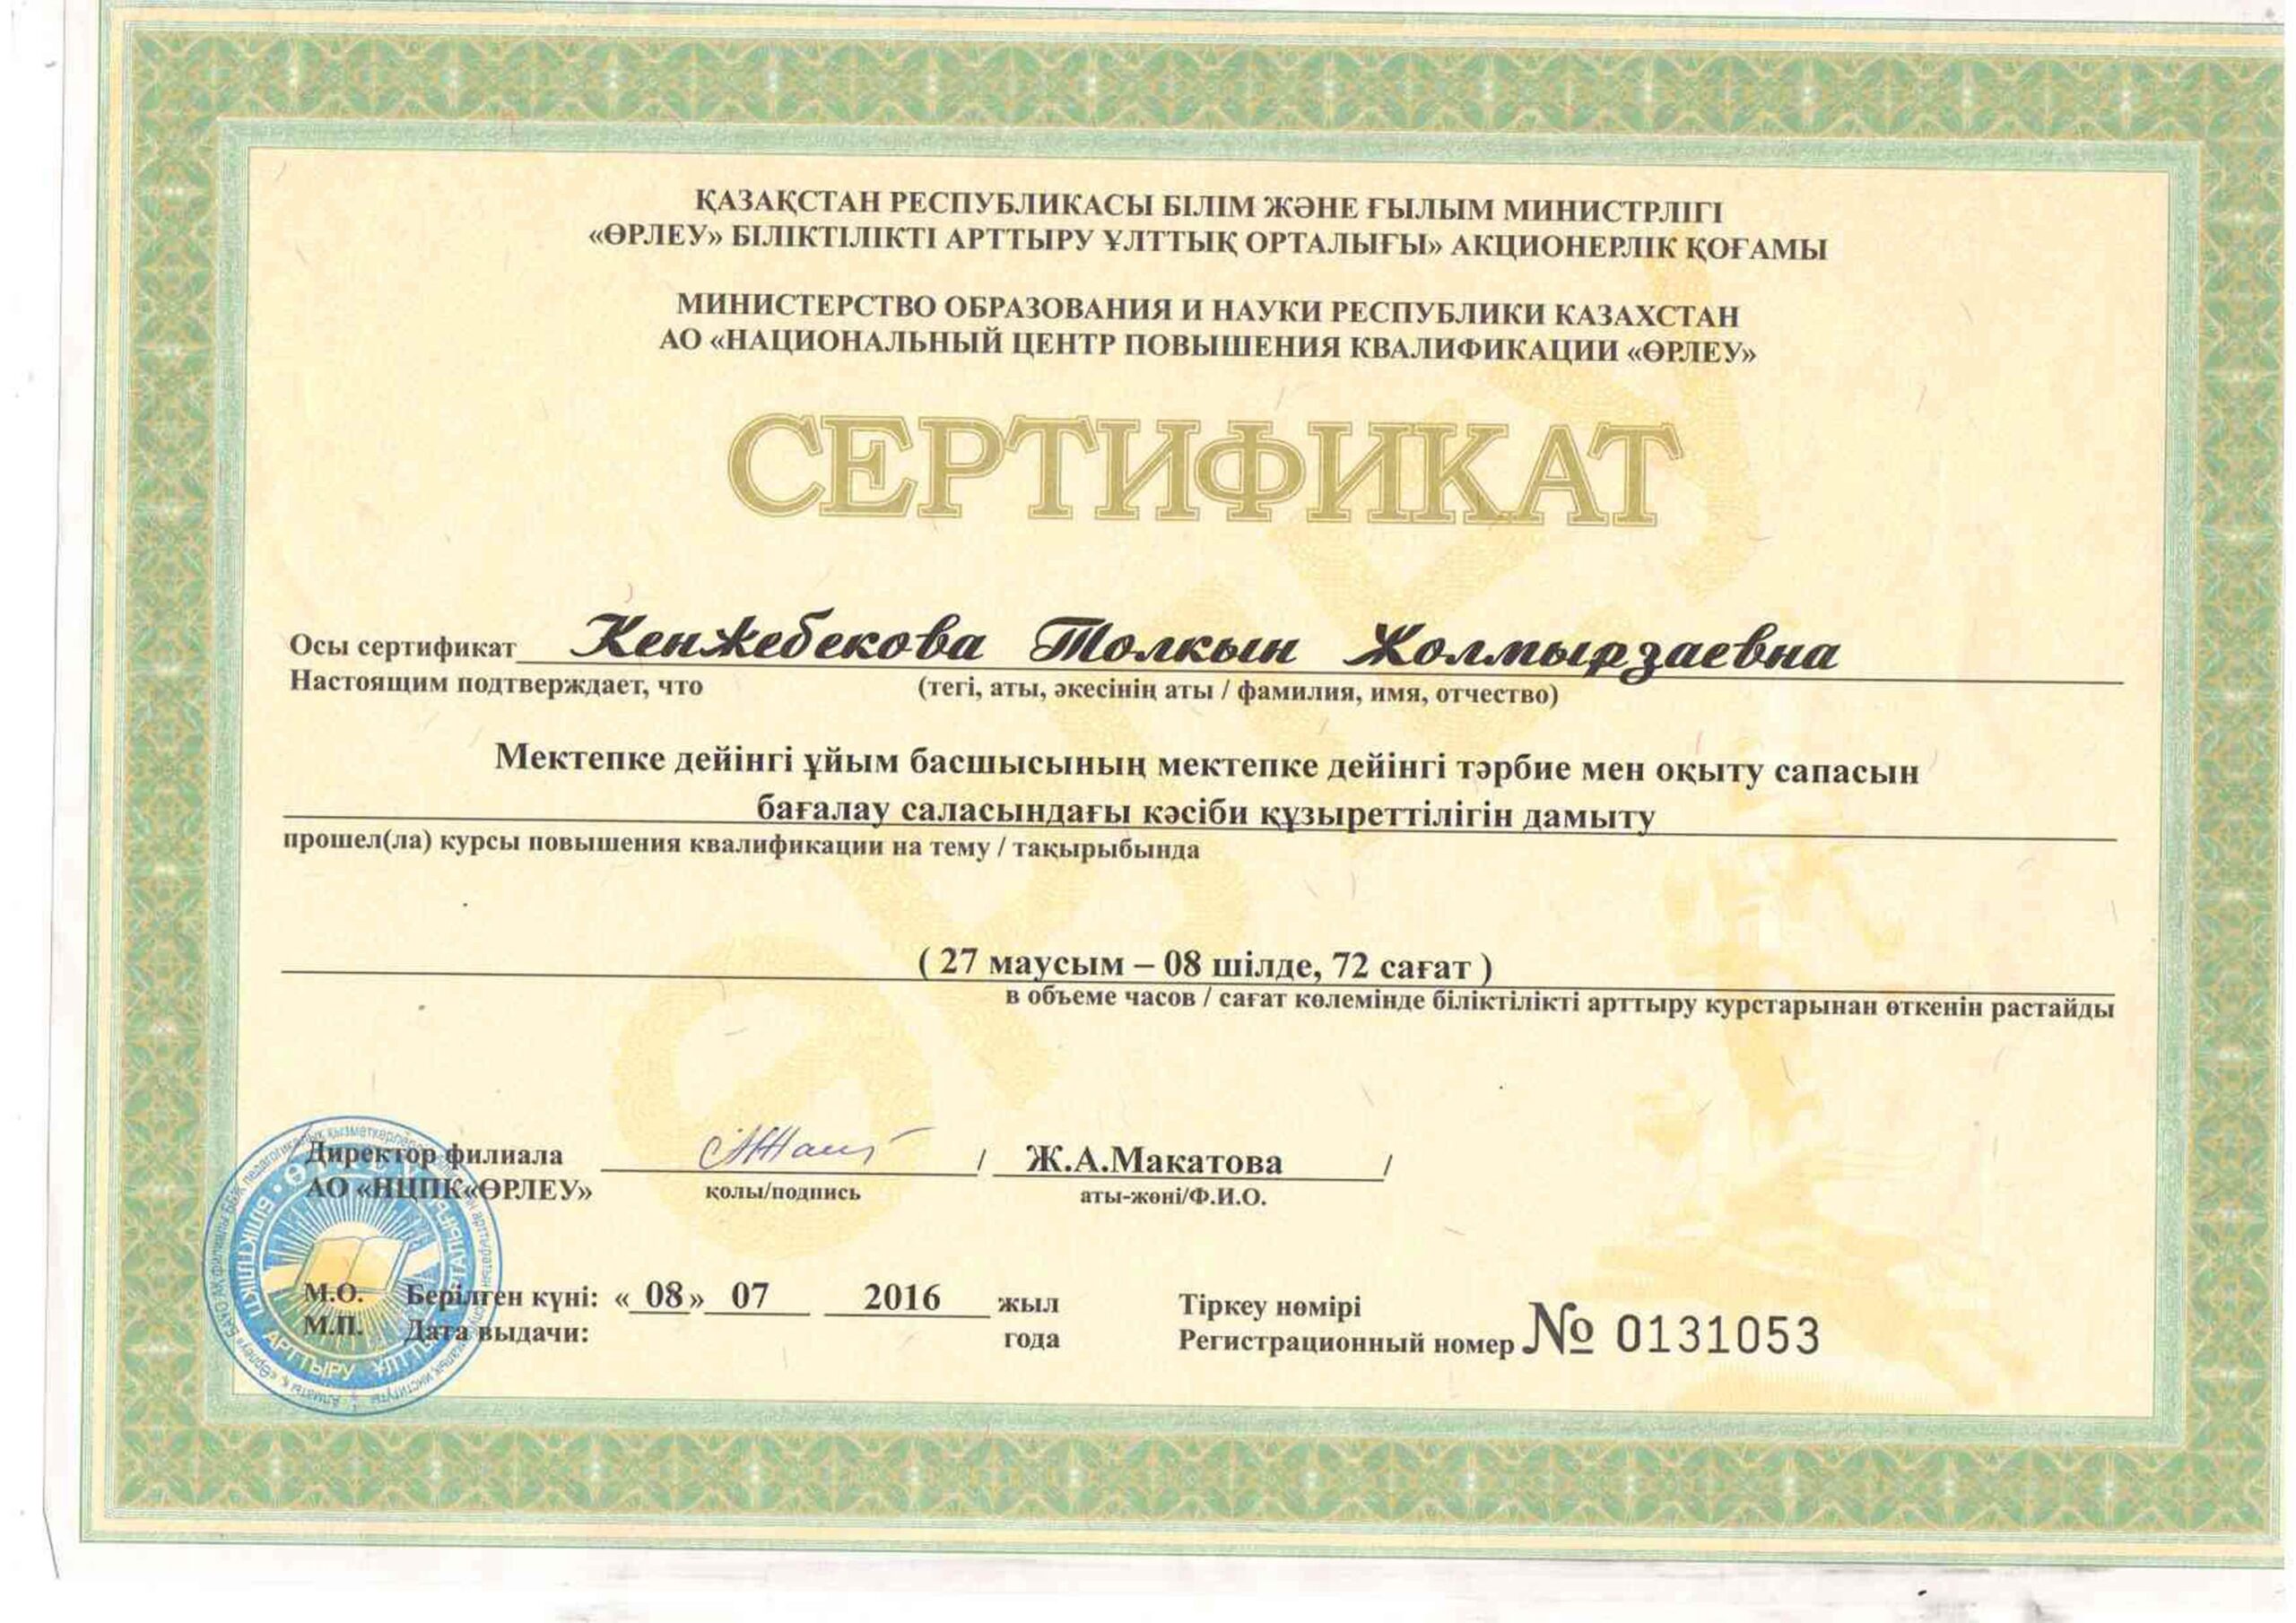 ҚАЗАҚСТАН РЕСПУБЛИКАСЫ БІЛІМ ЖӘНЕ ҒЫЛЫМ МИНИСТРЛІГІ
«ӨРЛЕУ» БІЛІКТІЛІКТІ АРТТЫРУ ҰЛТТЫҚ ОРТАЛЫҒЫ» АКЦИОНЕРЛІК ҚОҒАМЫ
МИНИСТЕРСТВО ОБРАЗОВАНИЯ И НАУКИ РЕСПУБЛИКИ КАЗАХСТАН
АО «НАЦИОНАЛЬНЫЙ ЦЕНТР ПОВЫШЕНИЯ КВАЛИФИКАЦИИ «ӨРЛЕУ»
СЕРТИФИКАТ
Осы сертификат Кенжебекова Толкын Жолмырзаевна
Настоящим подтверждает, что (тегі, аты, әкесінің аты / фамилия, имя, отчество)
Мектепке дейінгі ұйым басшысының мектепке дейінгі тәрбие мен оқыту сапасын
бағалау саласындағы кәсіби құзыреттілігін дамыту
прошел(ла) курсы повышения квалификации на тему / тақырыбында
( 27 маусым – 08 шілде, 72 сағат )
в объеме часов / сағат көлемінде біліктілікті арттыру курстарынан өткенін растайды
Директор филиала / Ж.А.Макатова /
АО «НЦПК«ӨРЛЕУ» қолы/подпись аты-жөні/Ф.И.О.
М.О. Берілген күні: « 08 » 07 2016 жыл Тіркеу нөмірі
М.П. Дата выдачи: года Регистрационный номер № 0131053